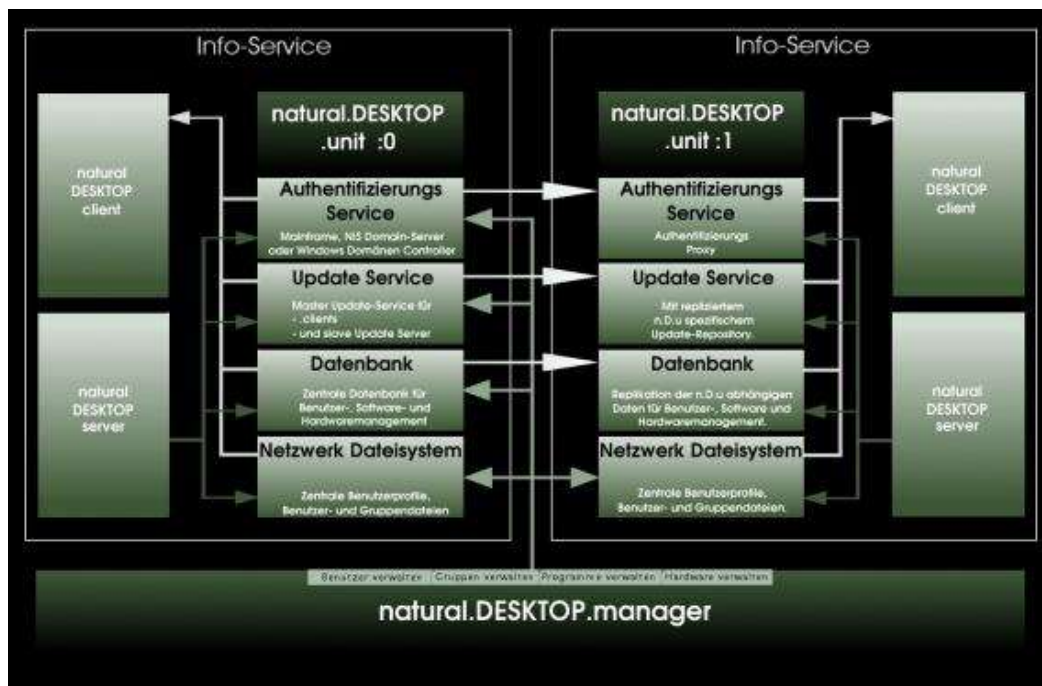 Info-Service
natural
DESKTOP
client
natural
DESKTOP
server
natural.DESKTOP
.unit :0
Authentifizierungs
Service
Mainframe, NIS Domain-Server
oder Windows Domänen Controller
Update Service
Master Update-Service für
- .clients
- und slave Update Server
Datenbank
Zentrale Datenbank für
Benutzer-, Software- und
Hardwaremanagement
Netzwerk Dateisystem
Zentrale Benutzerprofile,
Benutzer- und Gruppendateien.
Info-Service
natural.DESKTOP
.unit :1
Authentifizierungs
Service
Authentifizierungs
Proxy
Update Service
Mit repliziertem
n.D.u spezifischem
Update-Repository.
Datenbank
Replikation der n.D.u abhängigen
Daten für Benutzer-, Software und
Hardwaremanagement.
Netzwerk Dateisystem
Zentrale Benutzerprofile,
Benutzer- und Gruppendateien.
natural
DESKTOP
client
natural
DESKTOP
server
Benutzer verwalten Gruppen verwalten Programme verwalten Hardware verwalten
natural.DESKTOP.manager